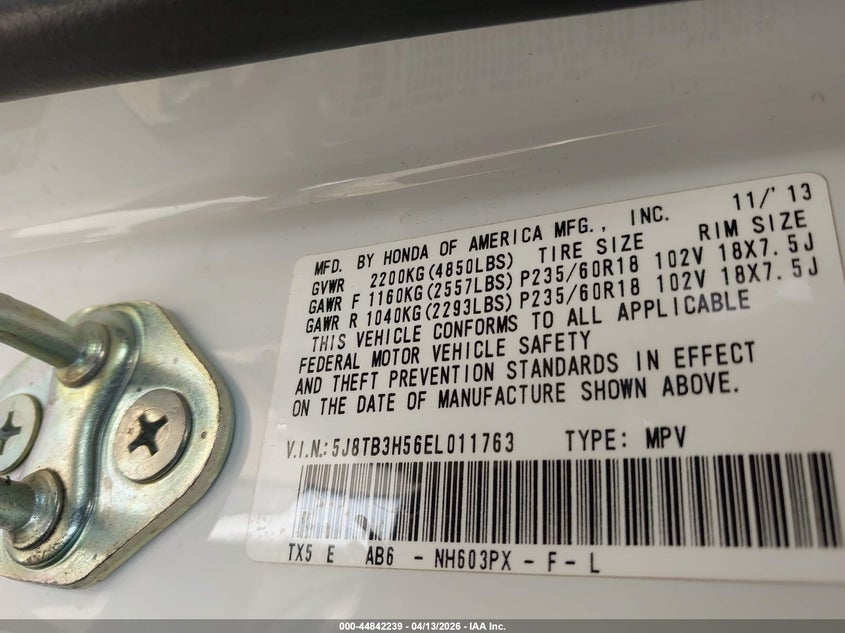 11/'13
MFD. BY HONDA OF AMERICA MFG., INC.
GVWR 2200KG(4850LBS) TIRE SIZE RIM SIZE
GAWR F 1160KG(2557LBS) P235/60R18 102V 18X7.5J
GAWR R 1040KG(2293LBS) P235/60R18 102V 18X7.5J
THIS VEHICLE CONFORMS TO ALL APPLICABLE
FEDERAL MOTOR VEHICLE SAFETY
AND THEFT PREVENTION STANDARDS IN EFFECT
ON THE DATE OF MANUFACTURE SHOWN ABOVE.
V.I.N.: 5J8TB3H56EL011763 TYPE: MPV
TX5 E AB6 - NH603PX - F - L
000-44842239 - 04/13/2026 - IAA Inc.